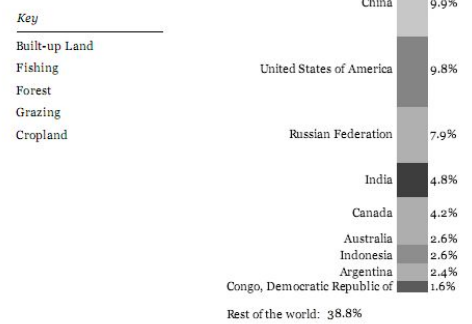 China 9.9%
Key
Built-up Land
Fishing
Forest
Grazing
Cropland
United States of America 9.8%
Russian Federation 7.9%
India 4.8%
Canada 4.2%
Australia 2.6%
Indonesia 2.6%
Argentina 2.4%
Congo, Democratic Republic of 1.6%
Rest of the world: 38.8%